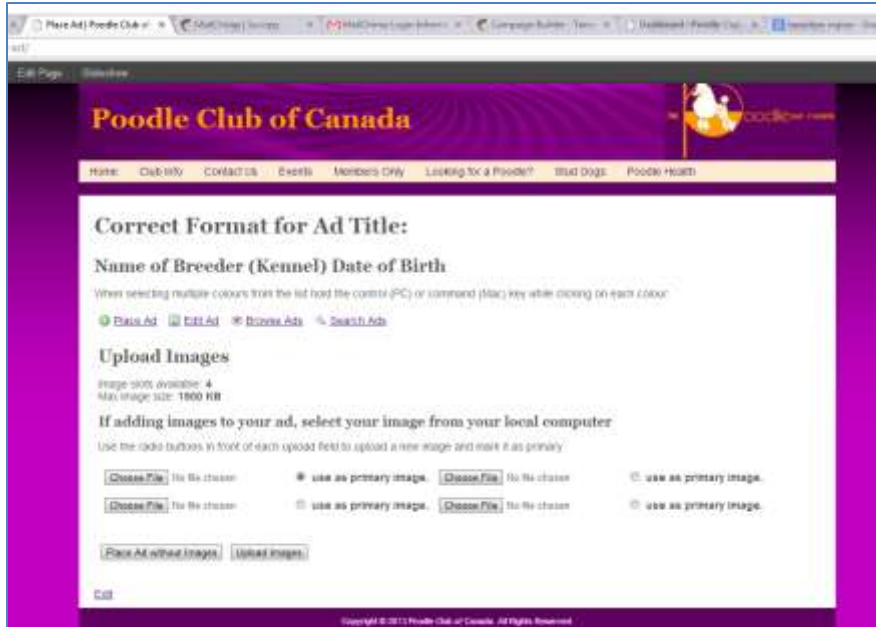 Place Ad | Poodle Club of
Campaign Builder
Edit Page Slideshow
Poodle Club of Canada
Home Club Info Contact Us Events Members Only Looking for a Poodle? Stud Dogs Poodle Health
Correct Format for Ad Title:
Name of Breeder (Kennel) Date of Birth
When selecting multiple colours from the list hold the control (PC) or command (Mac) key while clicking on each colour
Place Ad Edit Ad Browse Ads Search Ads
Upload Images
Image slots available: 4
Max image size: 1800 KB
If adding images to your ad, select your image from your local computer
Use the radio buttons in front of each upload field to upload a new image and mark it as primary
Choose File No file chosen use as primary image. Choose File No file chosen use as primary image.
Choose File No file chosen use as primary image. Choose File No file chosen use as primary image.
Place Ad without Images Upload Images
Edit
Copyright © 2013 Poodle Club of Canada. All Rights Reserved